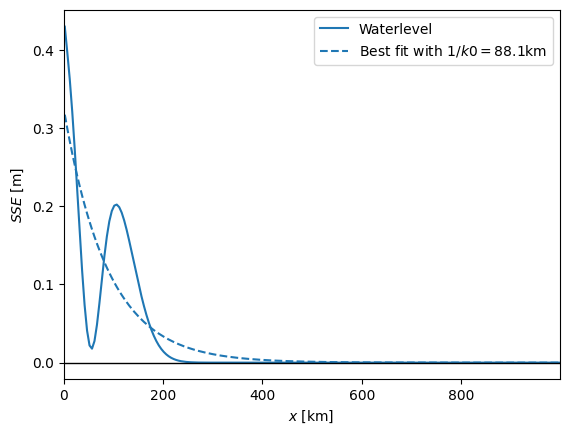 Waterlevel
Best fit with 1/k0 = 88.1km
0.4
0.3
0.2
0.1
0.0
SSE [m]
0 200 400 600 800
x [km]